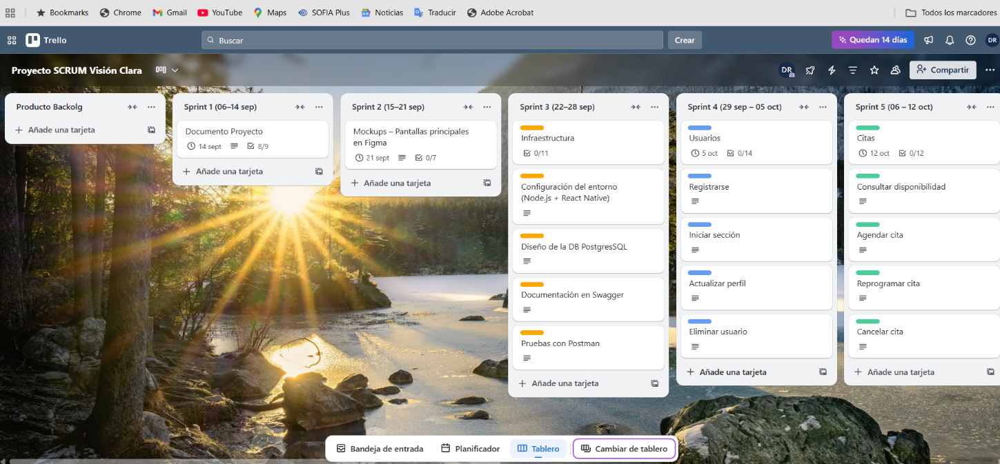 Bookmarks Chrome Gmail YouTube Maps SOFIA Plus Noticias Traducir Adobe Acrobat Todos los marcadores
Trello Buscar Crear Quedan 14 días DR
Proyecto SCRUM Visión Clara DR Compartir
Producto Backolg
Añade una tarjeta
Sprint 1 (06–14 sep)
Documento Proyecto
14 sept 8/9
Añade una tarjeta
Sprint 2 (15–21 sep)
Mockups – Pantallas principales
en Figma
21 sept 0/7
Añade una tarjeta
Sprint 3 (22–28 sep)
Infraestructura
0/11
Configuración del entorno
(Node.js + React Native)
Diseño de la DB PostgresSQL
Documentación en Swagger
Pruebas con Postman
Añade una tarjeta
Sprint 4 (29 sep – 05 oct)
Usuarios
5 oct 0/14
Registrarse
Iniciar sección
Actualizar perfil
Eliminar usuario
Añade una tarjeta
Sprint 5 (06 – 12 oct)
Citas
12 oct 0/12
Consultar disponibilidad
Agendar cita
Reprogramar cita
Cancelar cita
Añade una tarjeta
Bandeja de entrada Planificador Tablero Cambiar de tablero